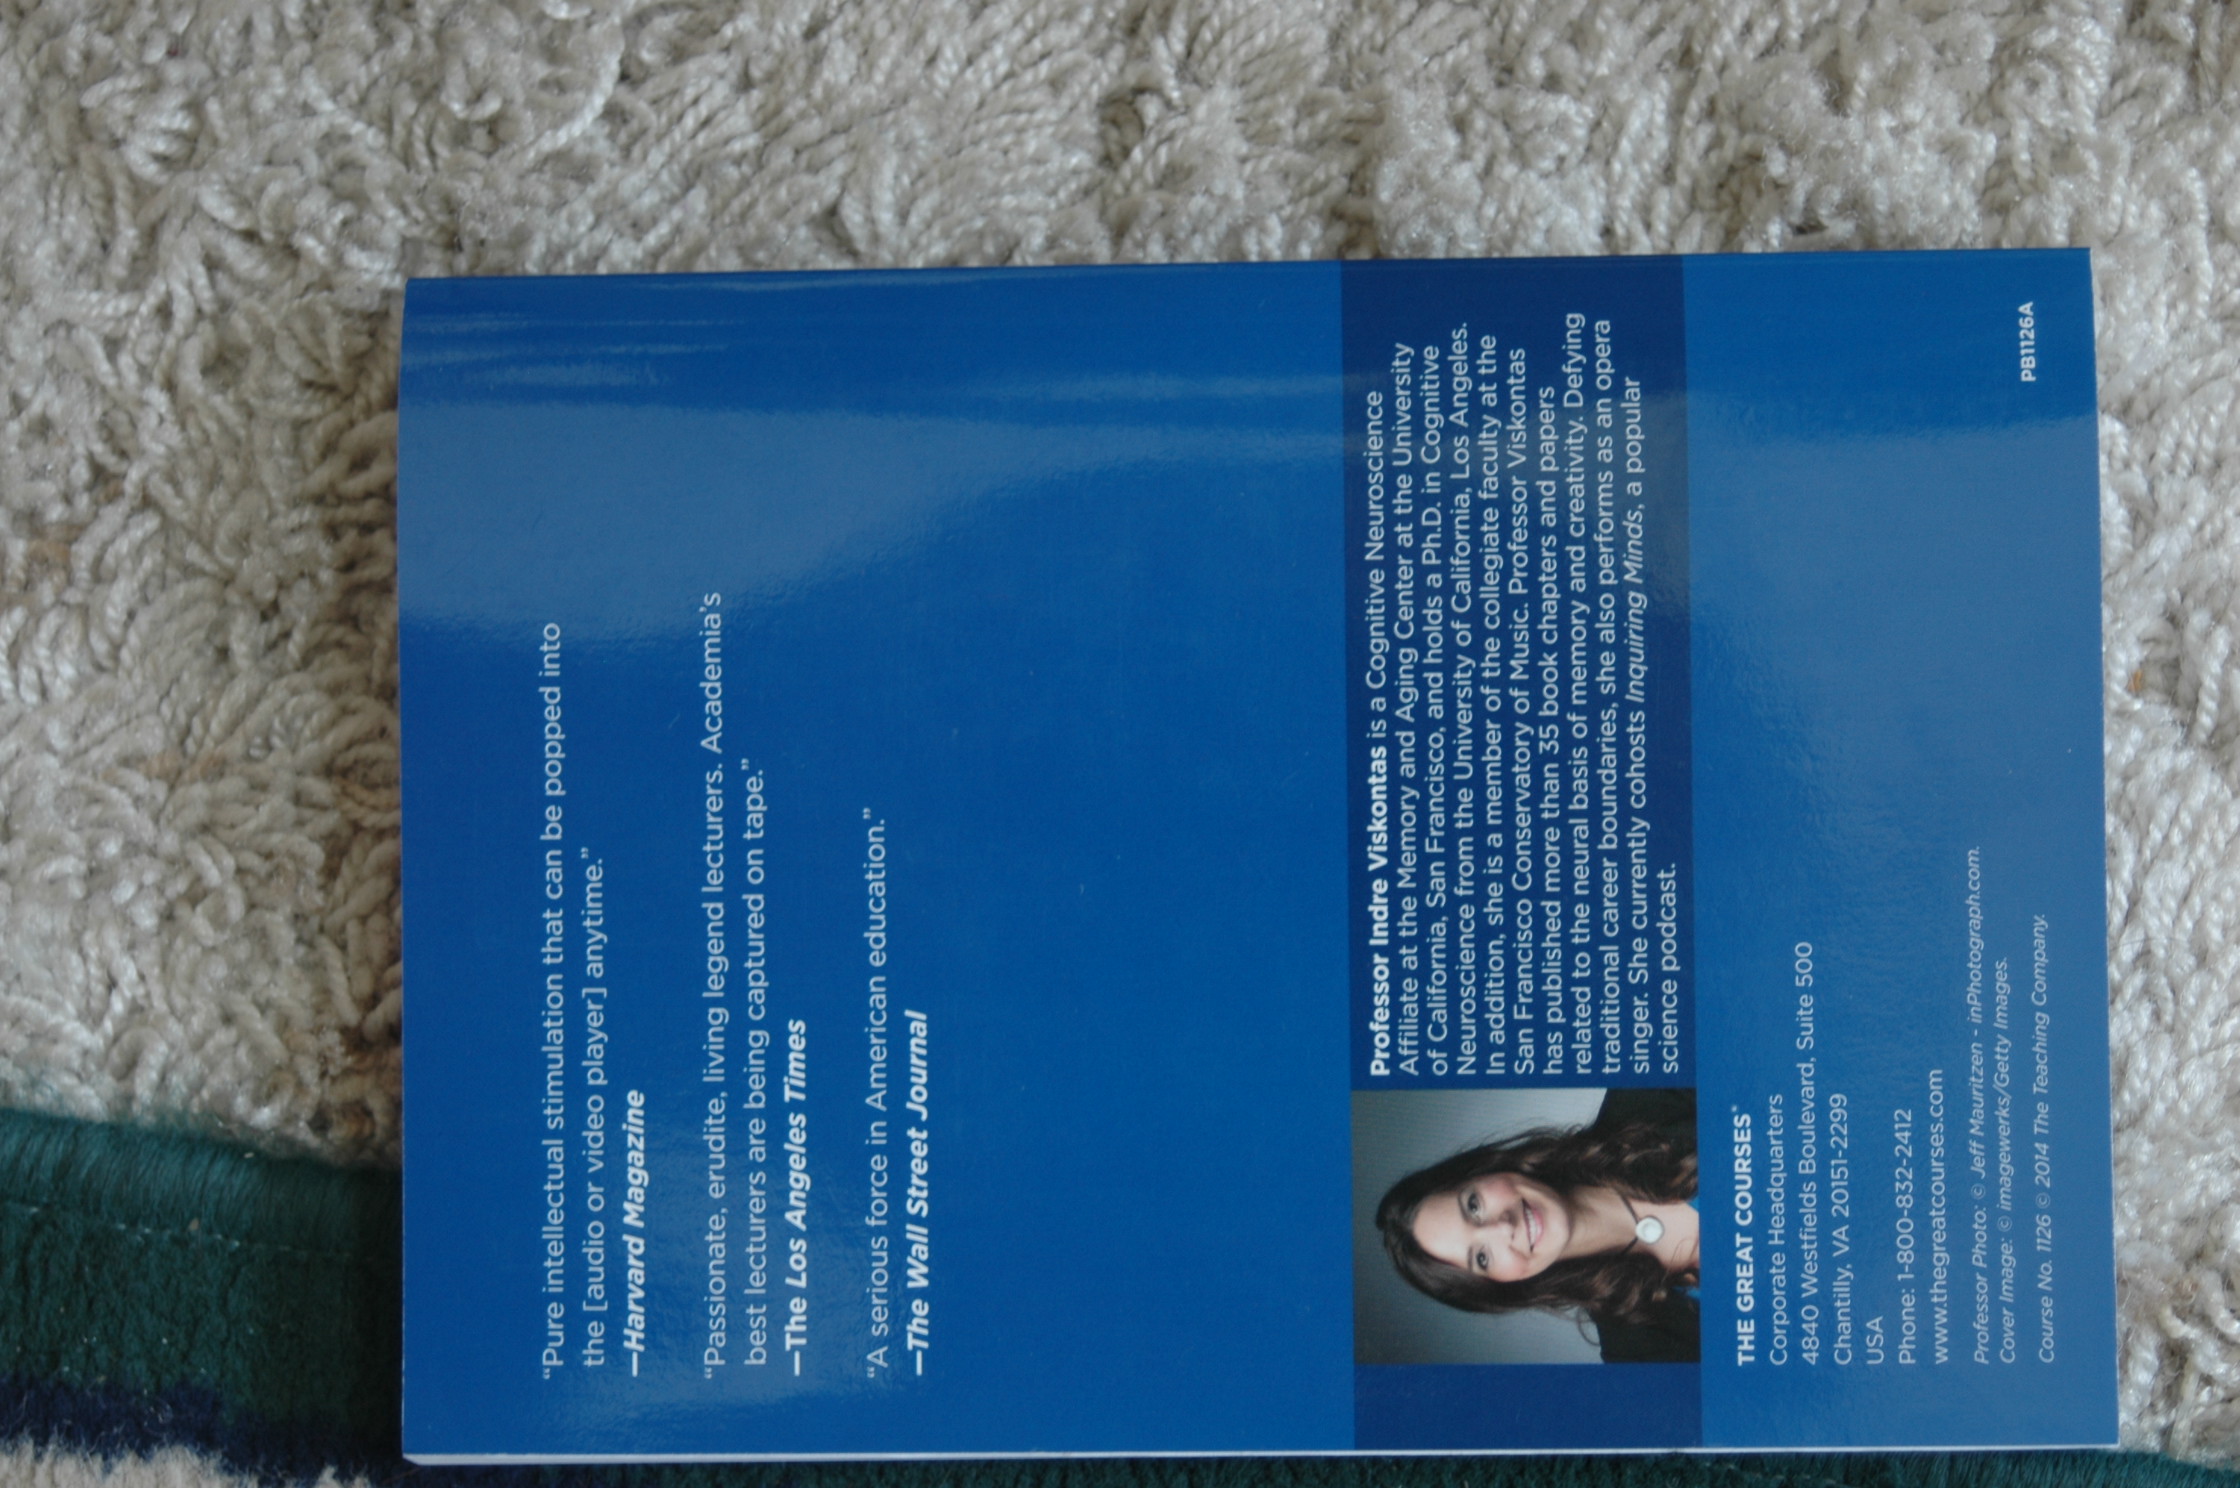 “Pure intellectual stimulation that can be popped into
the [audio or video player] anytime.”
—Harvard Magazine
“Passionate, erudite, living legend lecturers. Academia’s
best lecturers are being captured on tape.”
—The Los Angeles Times
“A serious force in American education.”
—The Wall Street Journal
Professor Indre Viskontas is a Cognitive Neuroscience
Affiliate at the Memory and Aging Center at the University
of California, San Francisco, and holds a Ph.D. in Cognitive
Neuroscience from the University of California, Los Angeles.
In addition, she is a member of the collegiate faculty at the
San Francisco Conservatory of Music. Professor Viskontas
has published more than 35 book chapters and papers
related to the neural basis of memory and creativity. Defying
traditional career boundaries, she also performs as an opera
singer. She currently cohosts Inquiring Minds, a popular
science podcast.
THE GREAT COURSES®
Corporate Headquarters
4840 Westfields Boulevard, Suite 500
Chantilly, VA 20151-2299
USA
Phone: 1-800-832-2412
www.thegreatcourses.com
Professor Photo: © Jeff Mauritzen - inPhotograph.com.
Cover Image: © imagewerks/Getty Images.
Course No. 1126 © 2014 The Teaching Company.
PB1126A